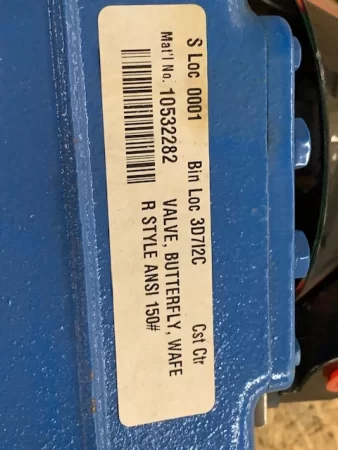 S Loc 0001 Bin Loc 3D7I2C Cst Ctr
Mat'l No. 10532282
VALVE, BUTTERFLY, WAFE
R STYLE ANSI 150#